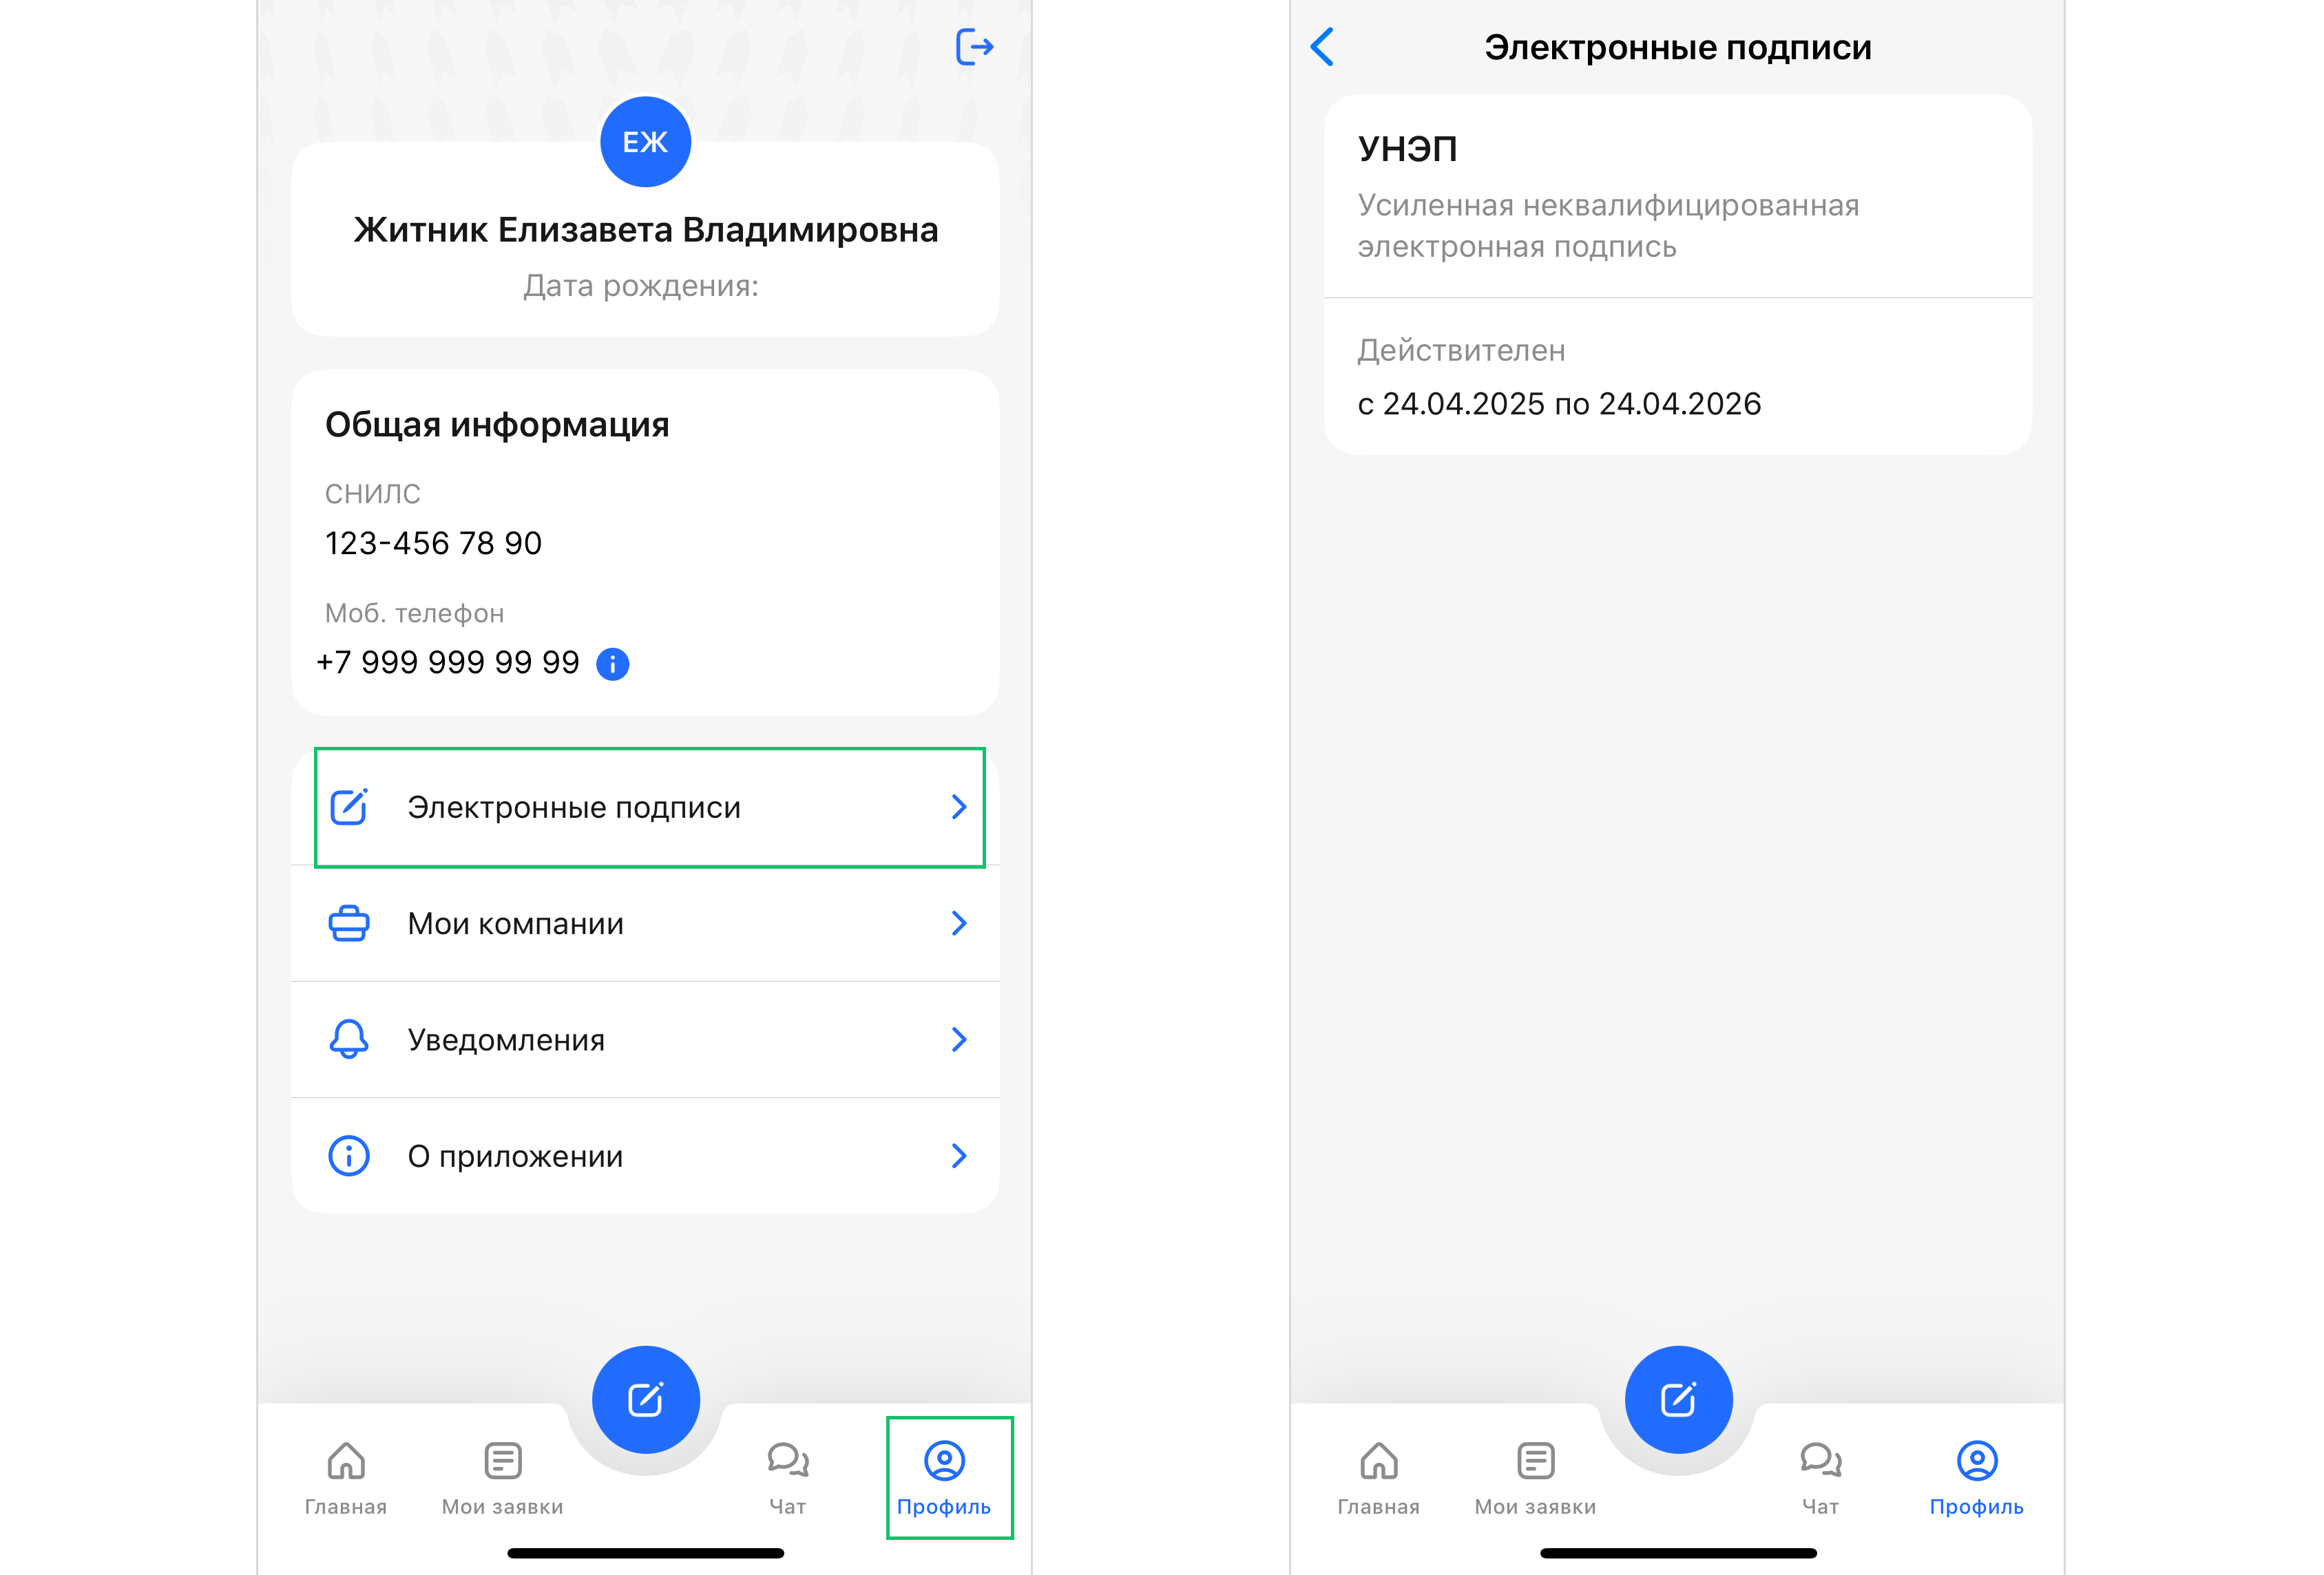 ЕЖ
Житник Елизавета Владимировна
Дата рождения:
Общая информация
СНИЛС
123-456 78 90
Моб. телефон
+7 999 999 99 99
Электронные подписи
Мои компании
Уведомления
О приложении
Главная
Мои заявки
Чат
Профиль
Электронные подписи
УНЭП
Усиленная неквалифицированная
электронная подпись
Действителен
с 24.04.2025 по 24.04.2026
Главная
Мои заявки
Чат
Профиль